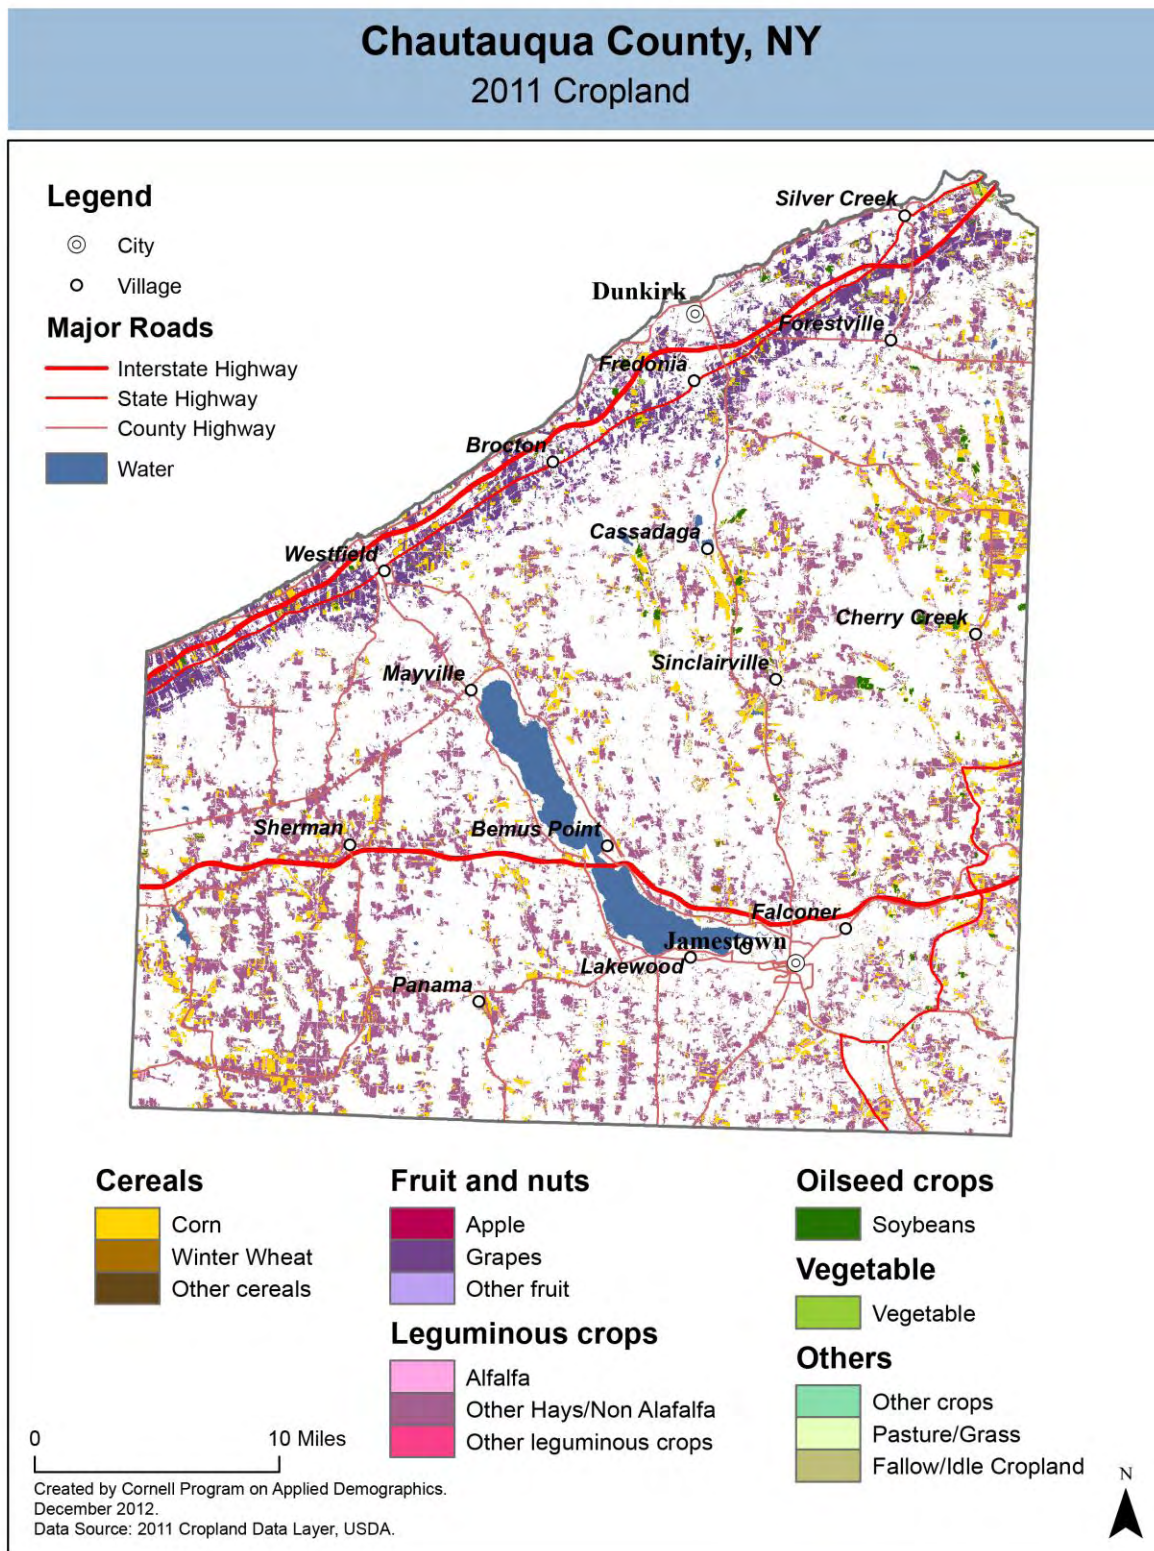 Chautauqua County, NY
2011 Cropland
Legend
City
Village
Major Roads
Interstate Highway
State Highway
County Highway
Water
Silver Creek
Dunkirk
Forestville
Fredonia
Brocton
Cassadaga
Westfield
Cherry Creek
Sinclairville
Mayville
Sherman
Bemus Point
Falconer
Jamestown
Lakewood
Panama
Cereals
Corn
Winter Wheat
Other cereals
Fruit and nuts
Apple
Grapes
Other fruit
Leguminous crops
Alfalfa
Other Hays/Non Alafalfa
Other leguminous crops
Oilseed crops
Soybeans
Vegetable
Vegetable
Others
Other crops
Pasture/Grass
Fallow/Idle Cropland
0 10 Miles
Created by Cornell Program on Applied Demographics.
December 2012.
Data Source: 2011 Cropland Data Layer, USDA.
N